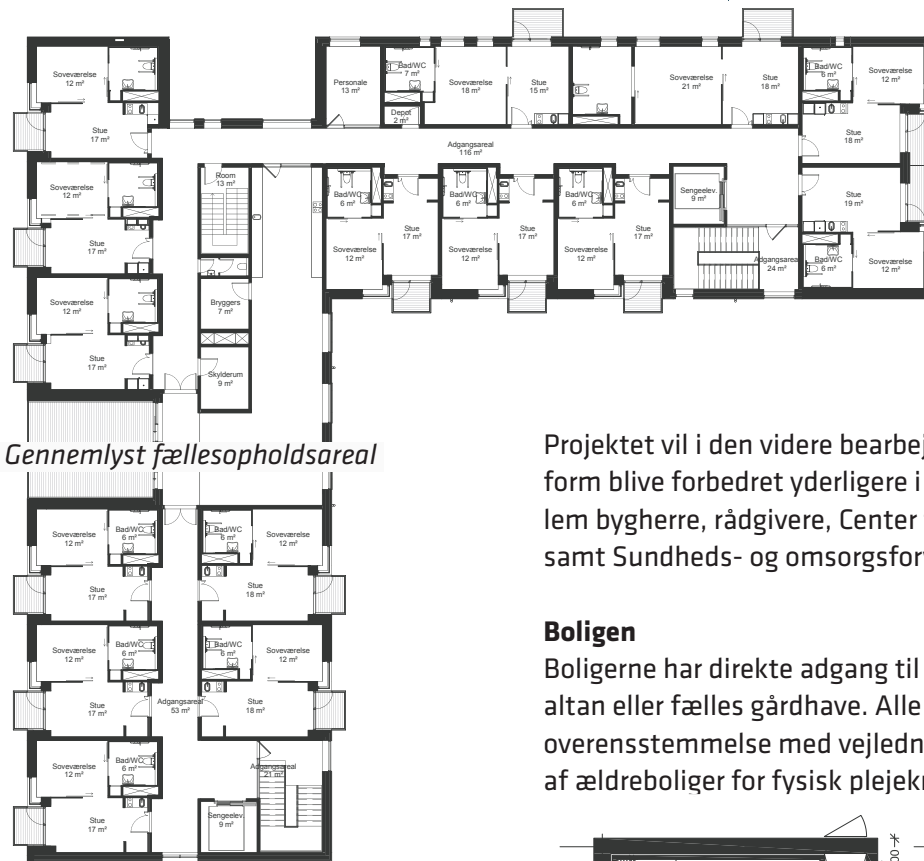 Soveværelse
12 m²
Stue
17 m²
Soveværelse
12 m²
Stue
17 m²
Soveværelse
12 m²
Stue
17 m²
Room
13 m²
Bryggers
7 m²
Skylderum
9 m²
Personale
13 m²
Bad/WC
7 m²
Depot
2 m²
Soveværelse
18 m²
Stue
15 m²
Soveværelse
21 m²
Stue
18 m²
Bad/WC
6 m²
Soveværelse
12 m²
Stue
18 m²
Adgangsareal
116 m²
Bad/WC
6 m²
Soveværelse
12 m²
Stue
17 m²
Bad/WC
6 m²
Soveværelse
12 m²
Stue
17 m²
Bad/WC
6 m²
Soveværelse
12 m²
Stue
17 m²
Sengeelev.
9 m²
Adgangsareal
24 m²
Stue
19 m²
Bad/WC
6 m²
Soveværelse
12 m²
Gennemlyst fællesopholdsareal
Soveværelse
12 m²
Bad/WC
6 m²
Stue
17 m²
Bad/WC
6 m²
Soveværelse
12 m²
Stue
18 m²
Soveværelse
12 m²
Bad/WC
6 m²
Stue
17 m²
Adgangsareal
53 m²
Bad/WC
6 m²
Soveværelse
12 m²
Stue
18 m²
Soveværelse
12 m²
Bad/WC
6 m²
Stue
17 m²
Adgangsareal
21 m²
Sengeelev.
9 m²
Projektet vil i den videre bearbej
form blive forbedret yderligere i
lem bygherre, rådgivere, Center
samt Sundheds- og omsorgsfor
Boligen
Boligerne har direkte adgang til
altan eller fælles gårdhave. Alle
overensstemmelse med vejledn
af ældreboliger for fysisk plejek